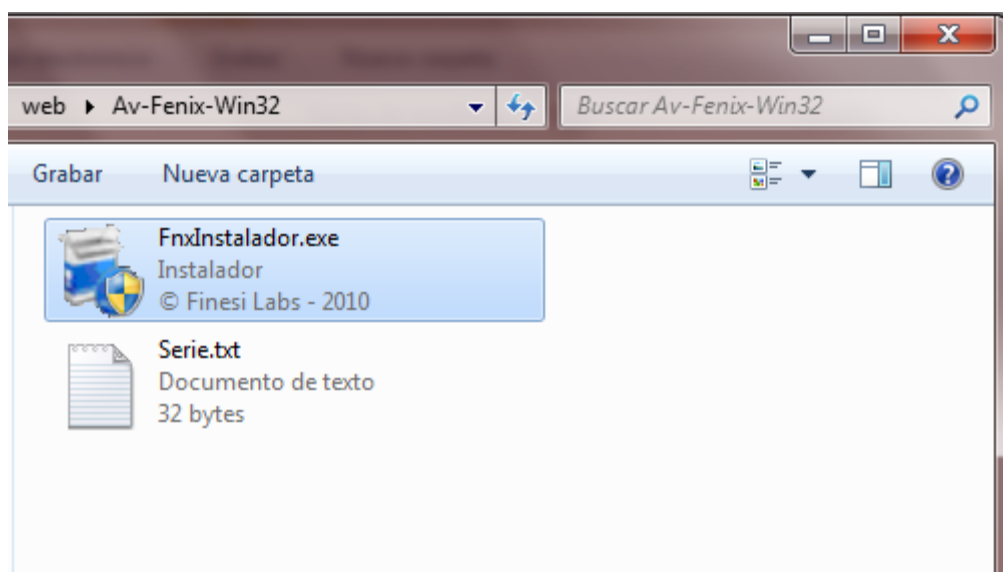 web ▸ Av-Fenix-Win32
Buscar Av-Fenix-Win32
Grabar Nueva carpeta
FnxInstalador.exe
Instalador
© Finesi Labs - 2010
Serie.txt
Documento de texto
32 bytes